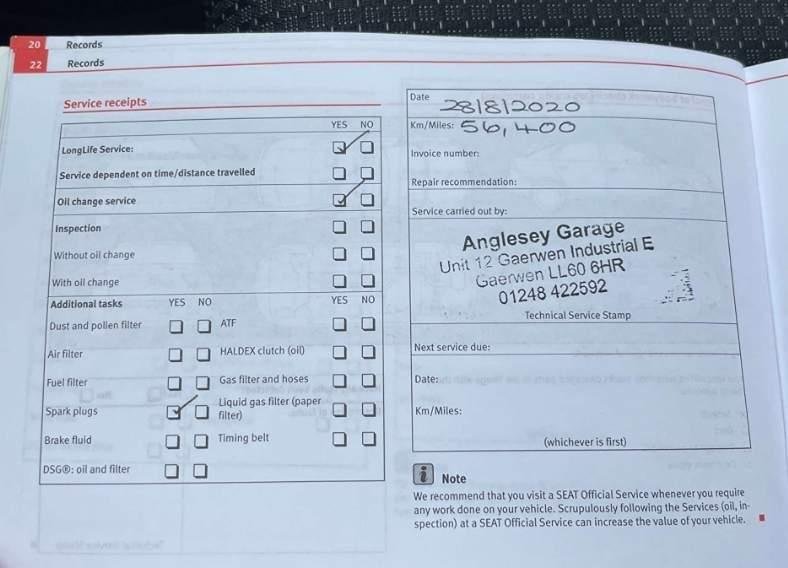 20 Records
22 Records
Service receipts
YES NO
LongLife Service:
Service dependent on time/distance travelled
Oil change service
Inspection
Without oil change
With oil change
Additional tasks YES NO YES NO
Dust and pollen filter ATF
Air filter HALDEX clutch (oil)
Fuel filter Gas filter and hoses
Spark plugs Liquid gas filter (paper
filter)
Brake fluid Timing belt
DSG®: oil and filter
Date 28/8/2020
Km/Miles: 56,400
Invoice number:
Repair recommendation:
Service carried out by:
Anglesey Garage
Unit 12 Gaerwen Industrial E
Gaerwen LL60 6HR
01248 422592
Technical Service Stamp
Next service due:
Date:
Km/Miles:
(whichever is first)
i Note
We recommend that you visit a SEAT Official Service whenever you require
any work done on your vehicle. Scrupulously following the Services (oil, in-
spection) at a SEAT Official Service can increase the value of your vehicle.